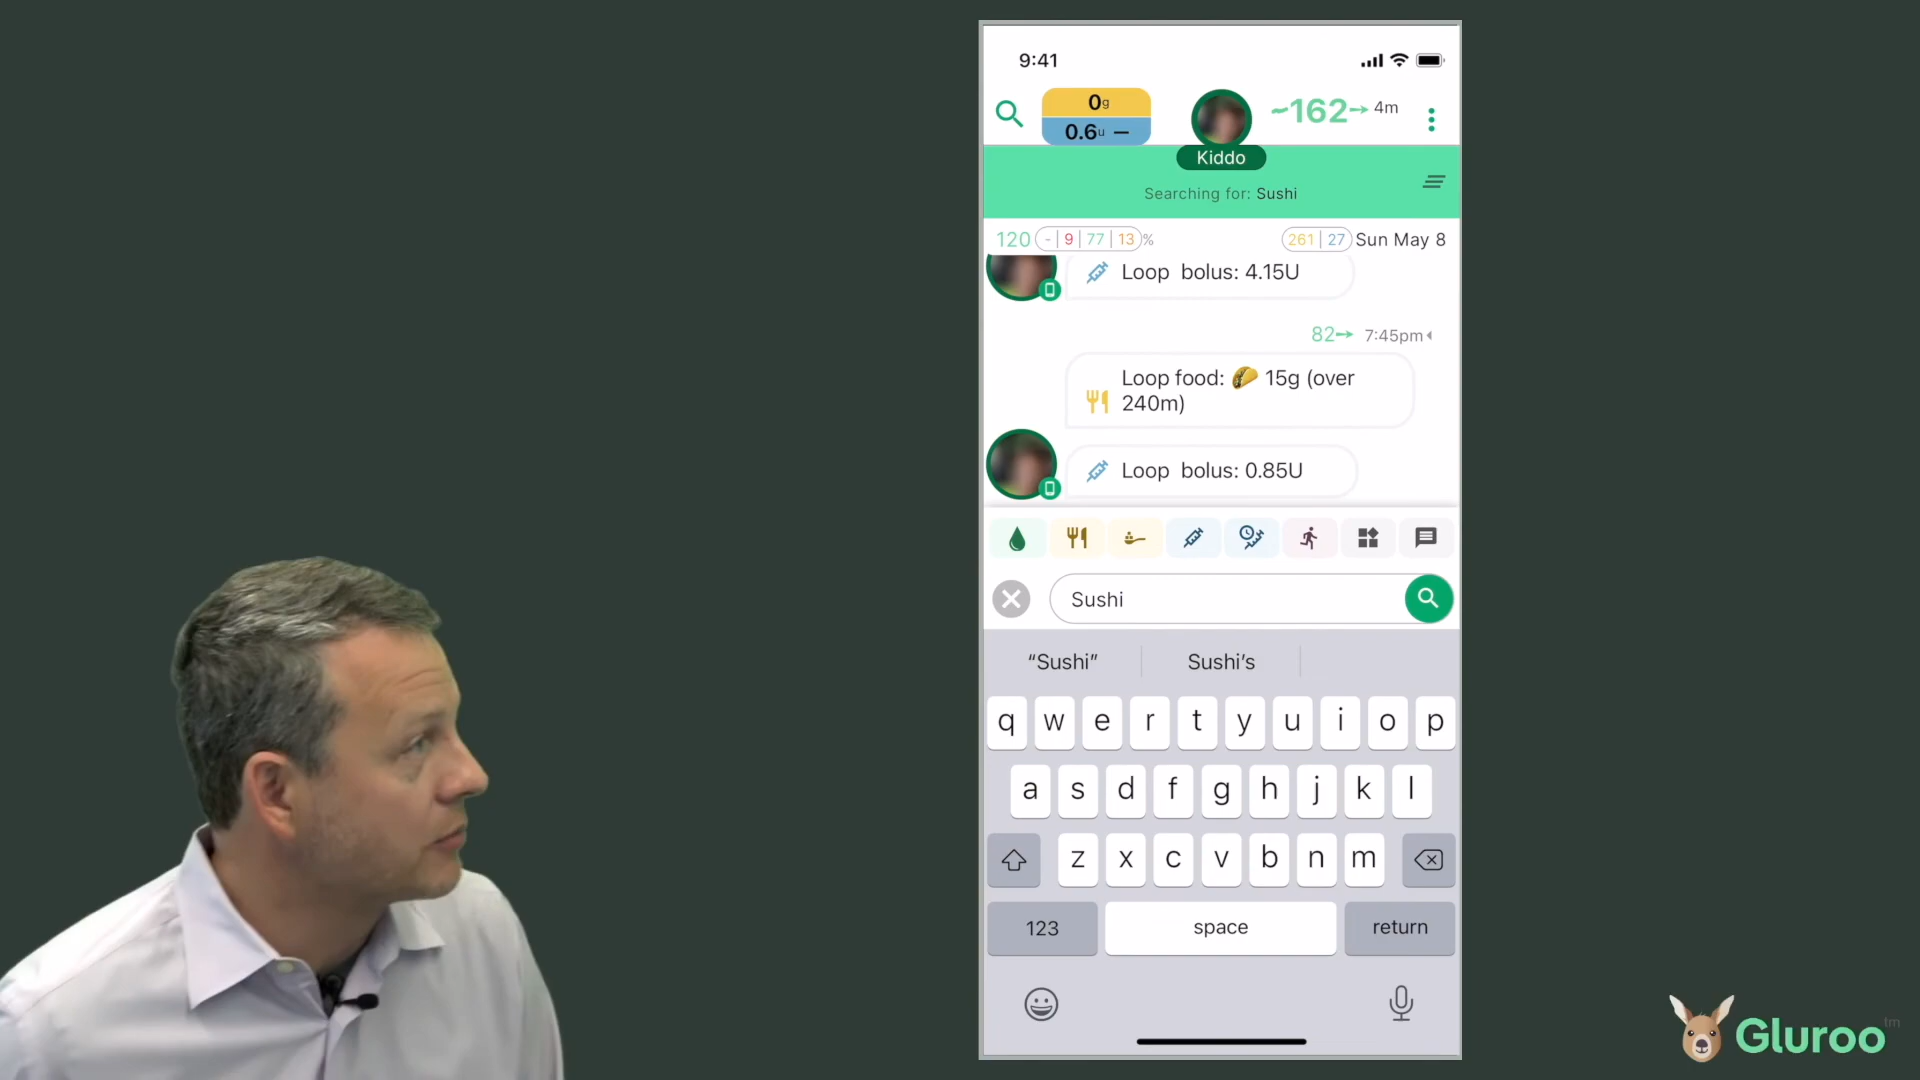 9:41
0g
0.6u –
~162→ 4m
Kiddo
Searching for: Sushi
120 - | 9 | 77 | 13 %
261 | 27 Sun May 8
Loop bolus: 4.15U
82→ 7:45pm
Loop food: 🌮 15g (over
240m)
Loop bolus: 0.85U
Sushi
“Sushi” Sushi’s
q w e r t y u i o p
a s d f g h j k l
z x c v b n m
123 space return
Gluroo™